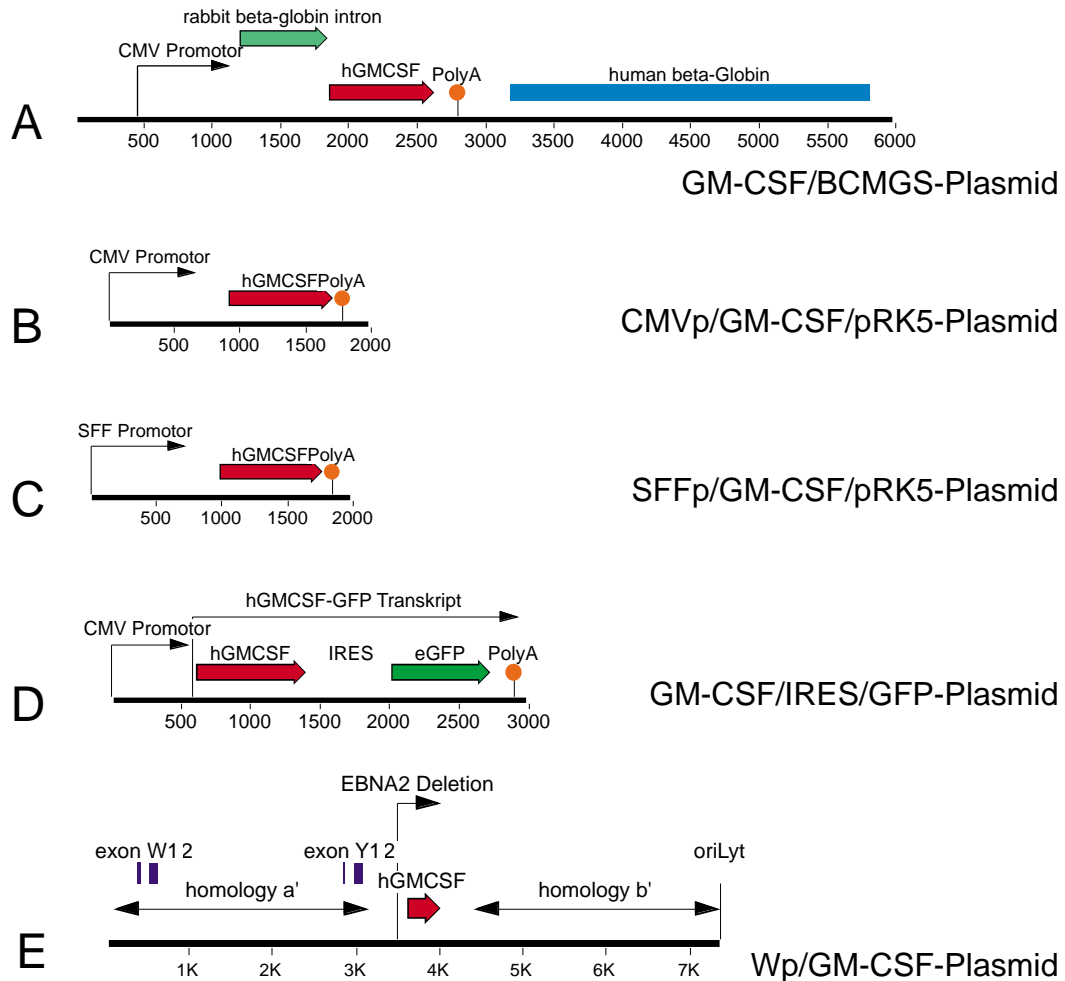 rabbit beta-globin intron
CMV Promotor
hGMCSF PolyA
human beta-Globin
A
500 1000 1500 2000 2500 3000 3500 4000 4500 5000 5500 6000
GM-CSF/BCMGS-Plasmid
CMV Promotor
hGMCSFPolyA
B
500 1000 1500 2000
CMVp/GM-CSF/pRK5-Plasmid
SFF Promotor
hGMCSFPolyA
C
500 1000 1500 2000
SFFp/GM-CSF/pRK5-Plasmid
hGMCSF-GFP Transkript
CMV Promotor
hGMCSF IRES eGFP PolyA
D
500 1000 1500 2000 2500 3000
GM-CSF/IRES/GFP-Plasmid
EBNA2 Deletion
exon W1 2 exon Y1 2 oriLyt
homology a' hGMCSF homology b'
E
1K 2K 3K 4K 5K 6K 7K
Wp/GM-CSF-Plasmid